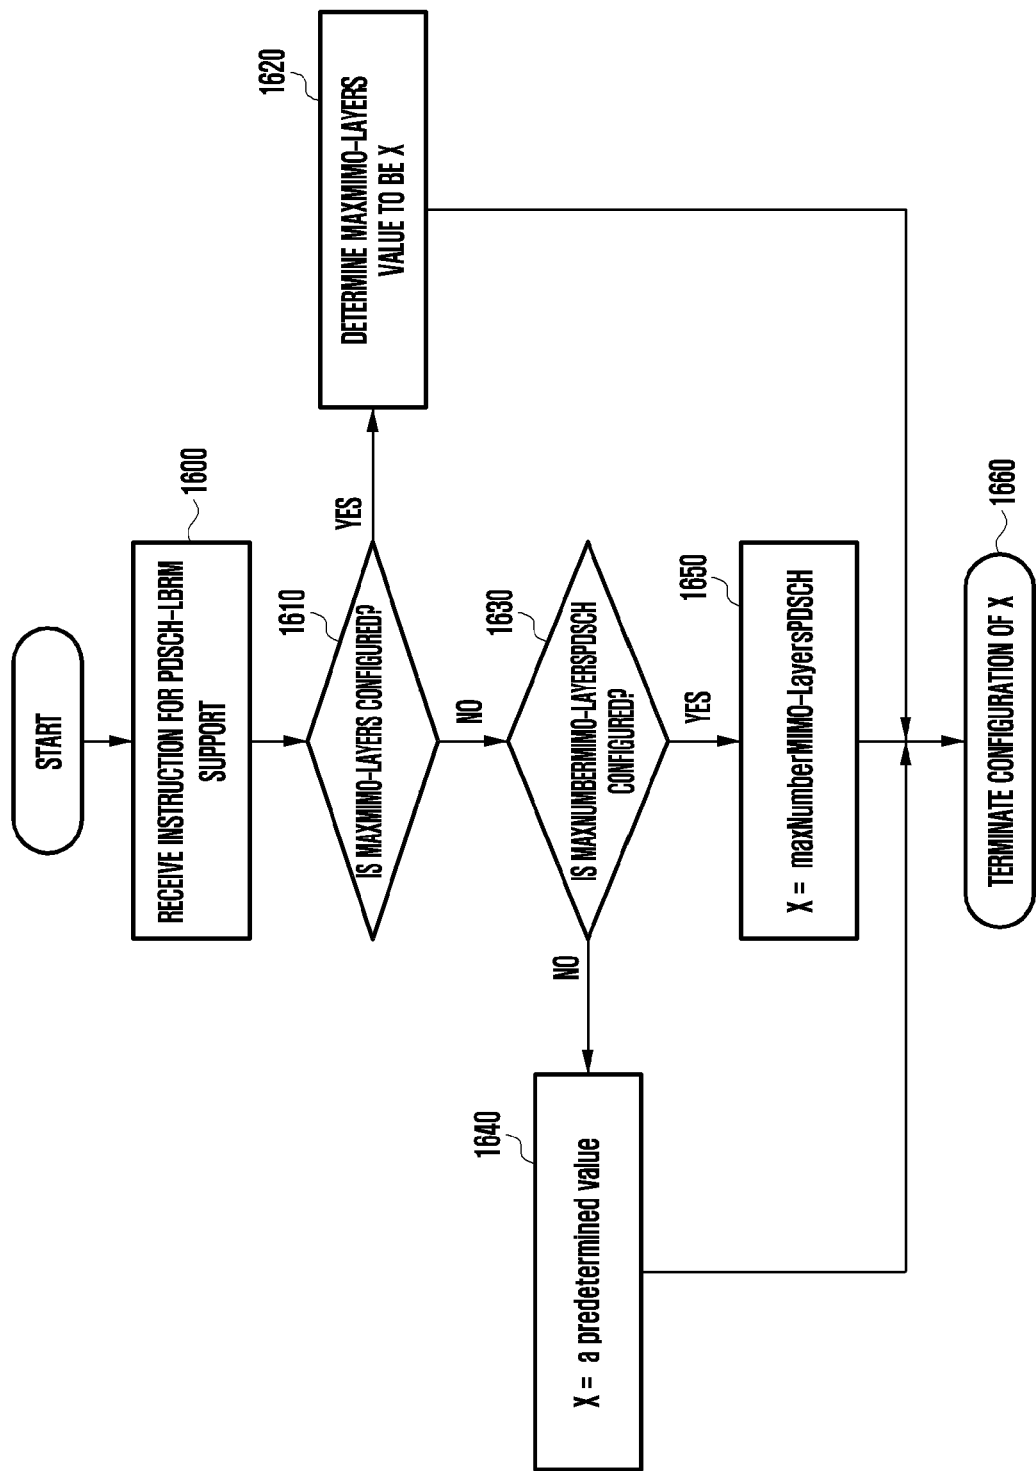 START
1600
RECEIVE INSTRUCTION FOR PDSCH-LBRM
SUPPORT
1610
IS MAXMIMO-LAYERS CONFIGURED?
YES
1620
DETERMINE MAXMIMO-LAYERS
VALUE TO BE X
NO
1630
IS MAXNUMBERMIMO-LAYERSPDSCH
CONFIGURED?
NO
1640
X = a predetermined value
YES
1650
X = maxNumberMIMO-LayersPDSCH
1660
TERMINATE CONFIGURATION OF X